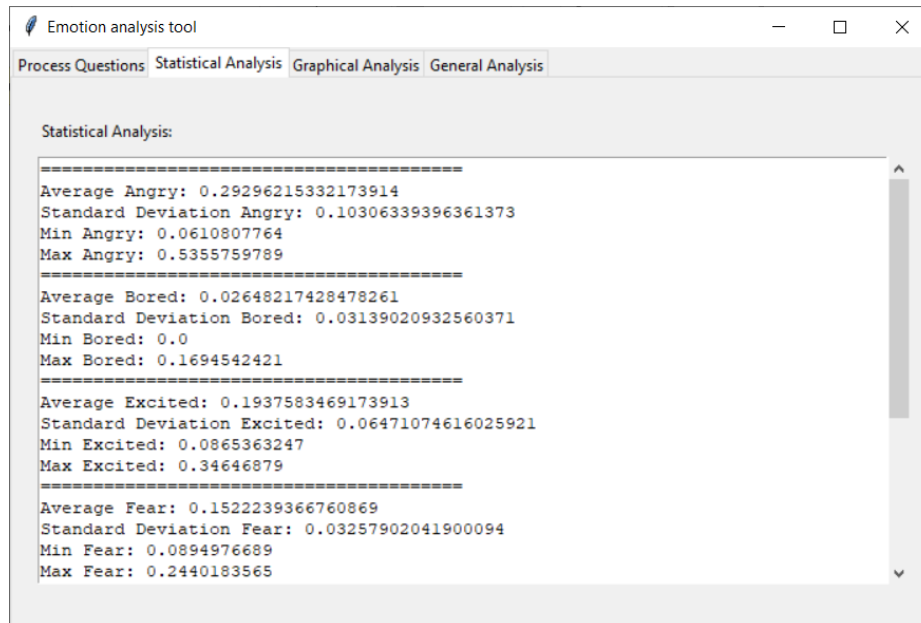 Emotion analysis tool
Process Questions Statistical Analysis Graphical Analysis General Analysis
Statistical Analysis:
========================================
Average Angry: 0.29296215332173914
Standard Deviation Angry: 0.10306339396361373
Min Angry: 0.0610807764
Max Angry: 0.5355759789
========================================
Average Bored: 0.02648217428478261
Standard Deviation Bored: 0.03139020932560371
Min Bored: 0.0
Max Bored: 0.1694542421
========================================
Average Excited: 0.1937583469173913
Standard Deviation Excited: 0.06471074616025921
Min Excited: 0.0865363247
Max Excited: 0.34646879
========================================
Average Fear: 0.1522239366760869
Standard Deviation Fear: 0.03257902041900094
Min Fear: 0.0894976689
Max Fear: 0.2440183565